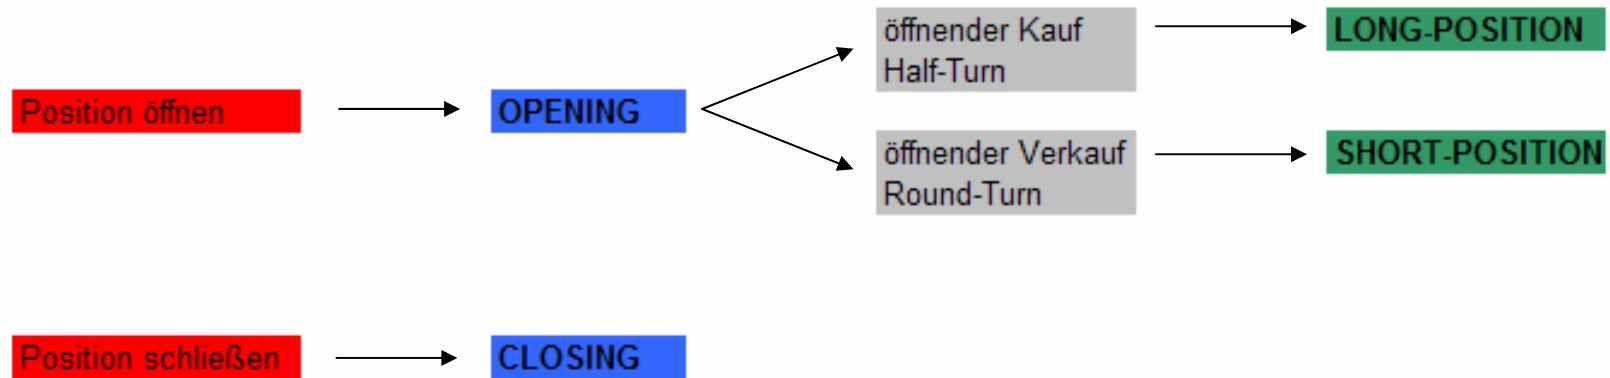 Position öffnen
OPENING
öffnender Kauf
Half-Turn
LONG-POSITION
öffnender Verkauf
Round-Turn
SHORT-POSITION
Position schließen
CLOSING